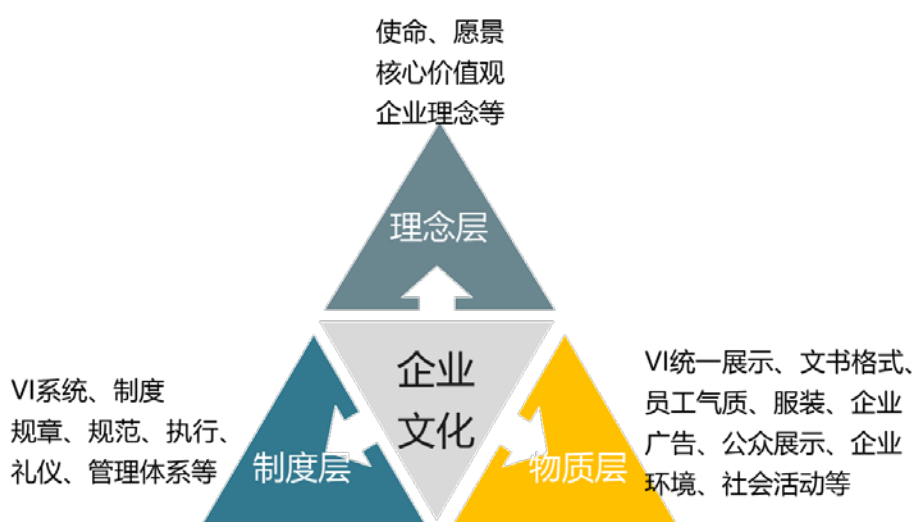 使命、愿景
核心价值观
企业理念等
理念层
企业
文化
VI系统、制度
规章、规范、执行、
礼仪、管理体系等
制度层
VI统一展示、文书格式、
员工气质、服装、企业
广告、公众展示、企业
环境、社会活动等
物质层